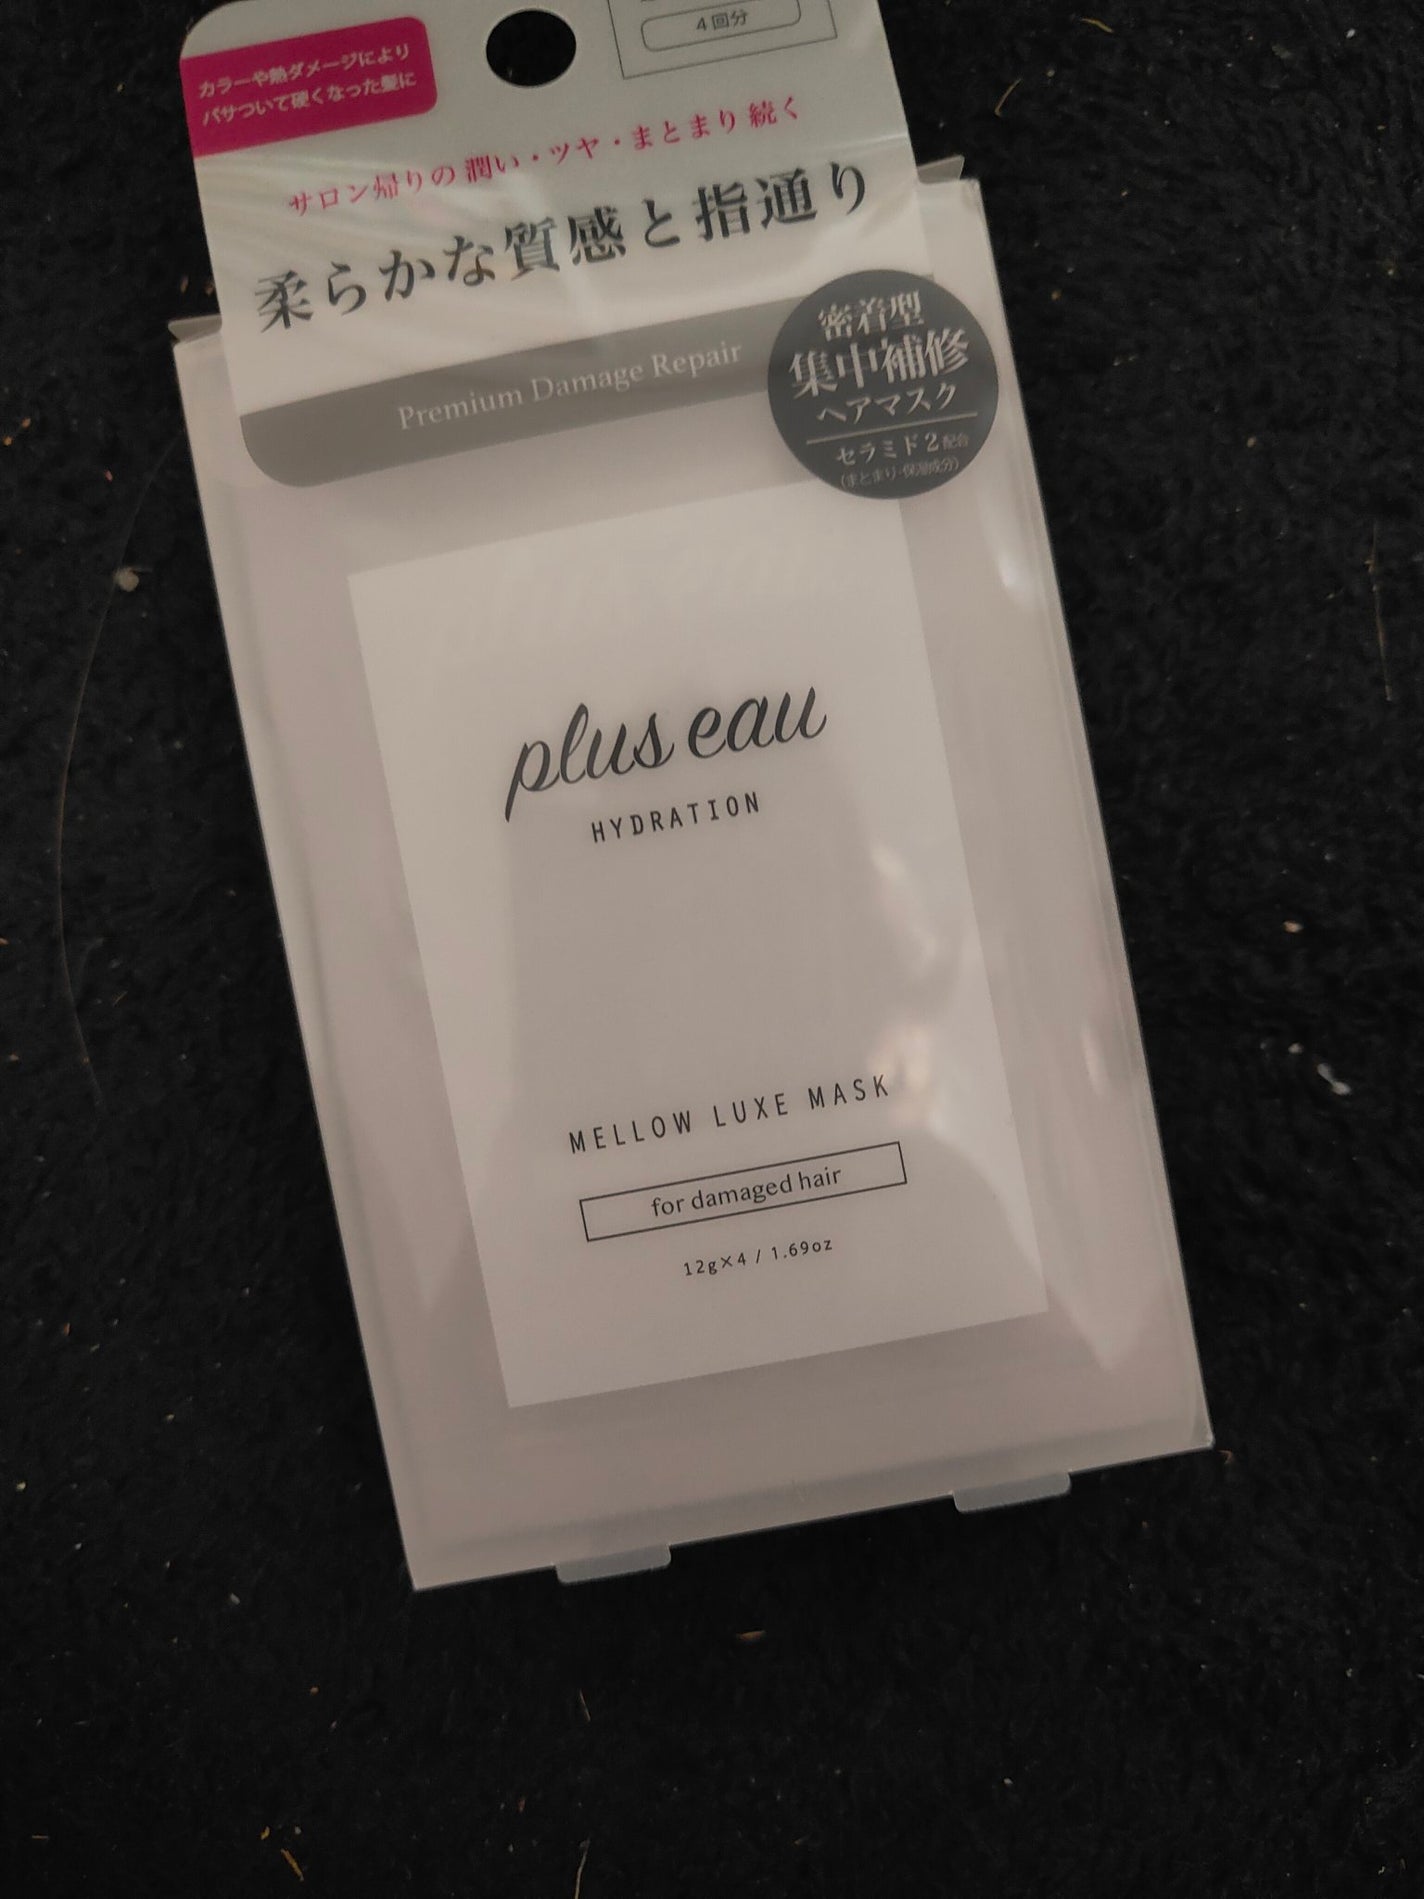 4回分
カラーや熱ダメージにより
パサついて硬くなった髪に
サロン帰りの潤い・ツヤ・まとまり続く
柔らかな質感と指通り
Premium Damage Repair
密着型
集中補修
ヘアマスク
セラミド2配合
(まとまり・保湿成分)
plus eau
HYDRATION
MELLOW LUXE MASK
for damaged hair
12g×4 / 1.69oz